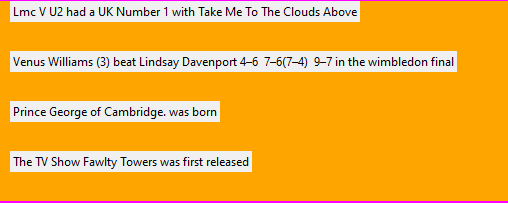 Lmc V U2 had a UK Number 1 with Take Me To The Clouds Above
Venus Williams (3) beat Lindsay Davenport 4–6  7–6(7–4)  9–7 in the wimbledon final
Prince George of Cambridge. was born
The TV Show Fawlty Towers was first released